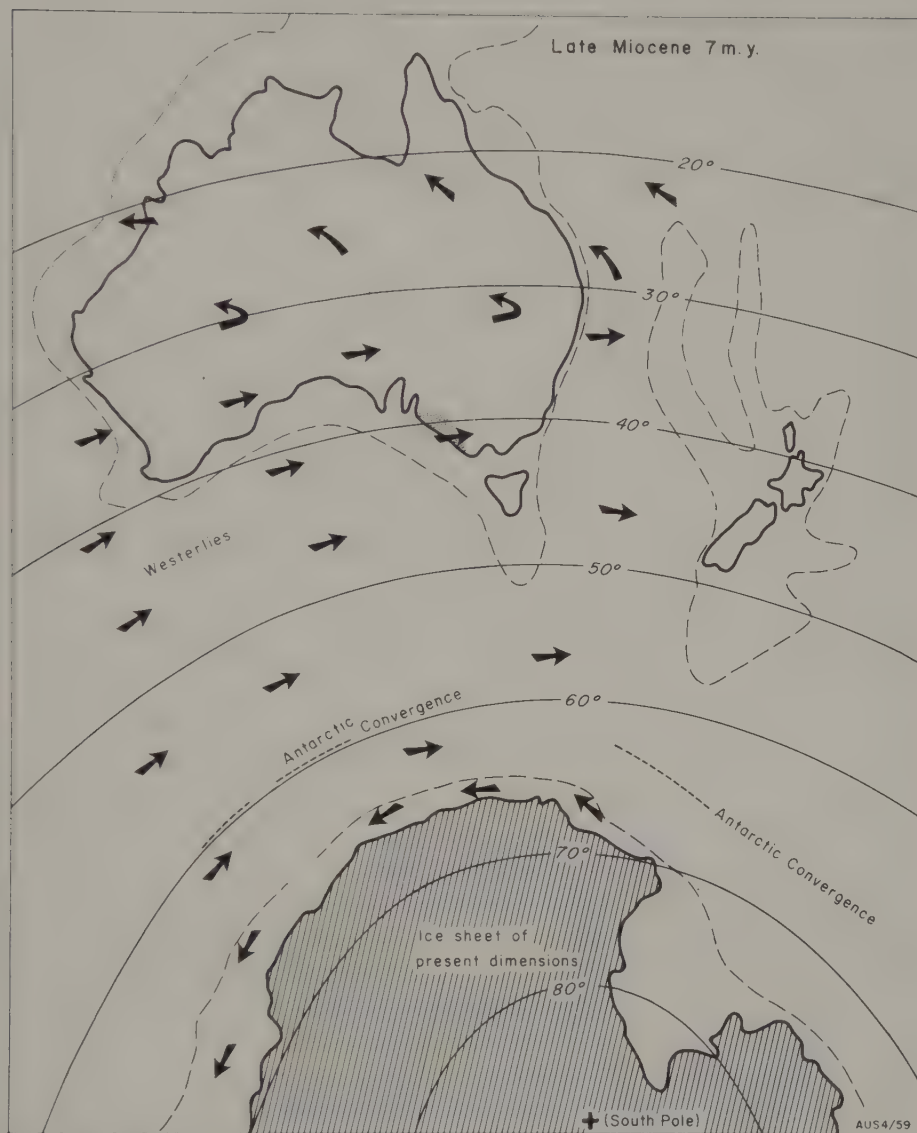 Late Miocene 7 m.y.
20°
30°
40°
Westerlies
50°
60°
Antarctic Convergence
Antarctic Convergence
70°
Ice sheet of
present dimensions
80°
(South Pole)
AUS4/59